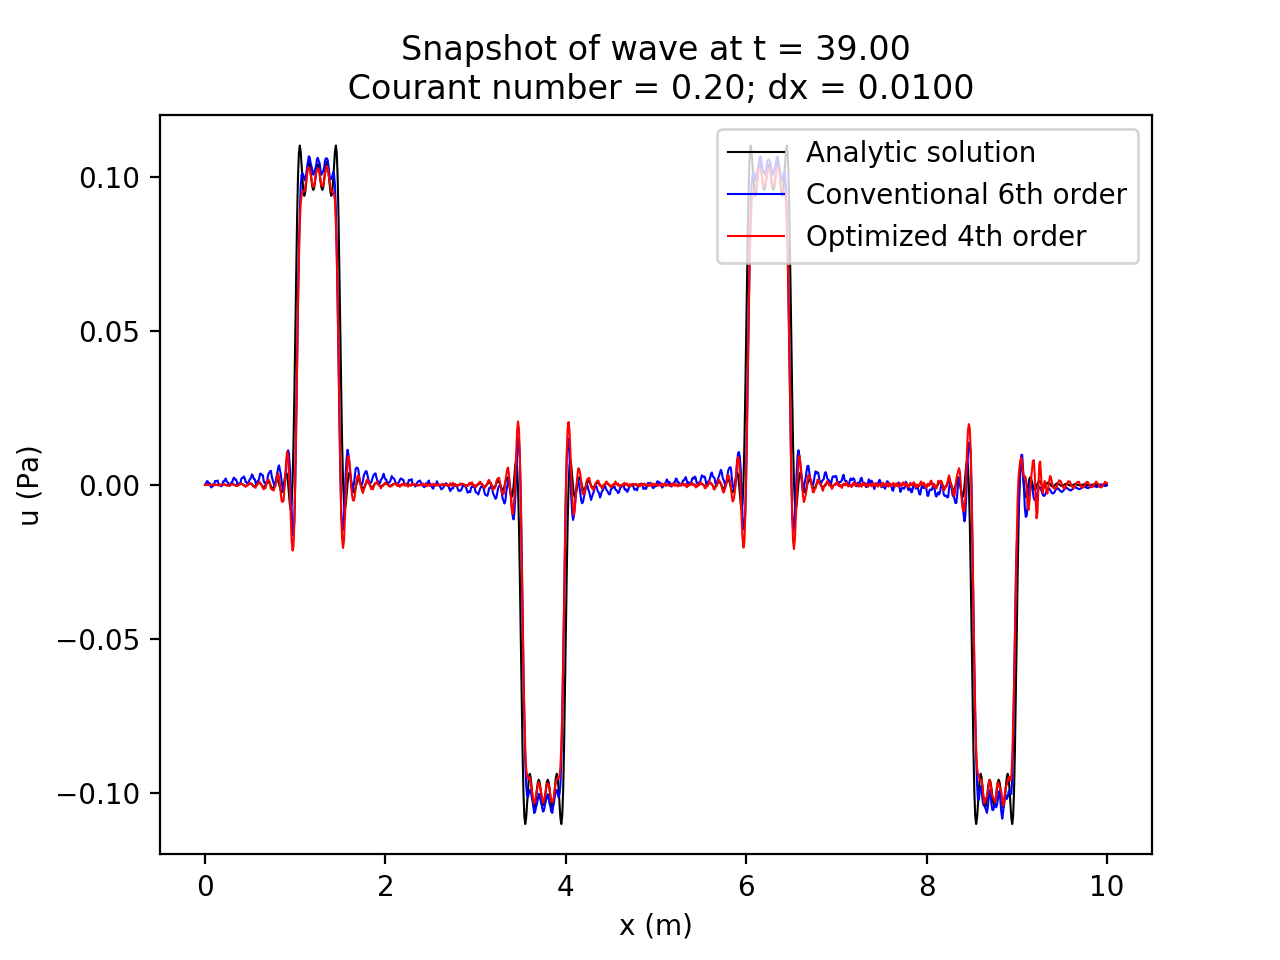 Snapshot of wave at t = 39.00
Courant number = 0.20; dx = 0.0100
Analytic solution
Conventional 6th order
Optimized 4th order
0.10
0.05
0.00
−0.05
−0.10
u (Pa)
0 2 4 6 8 10
x (m)